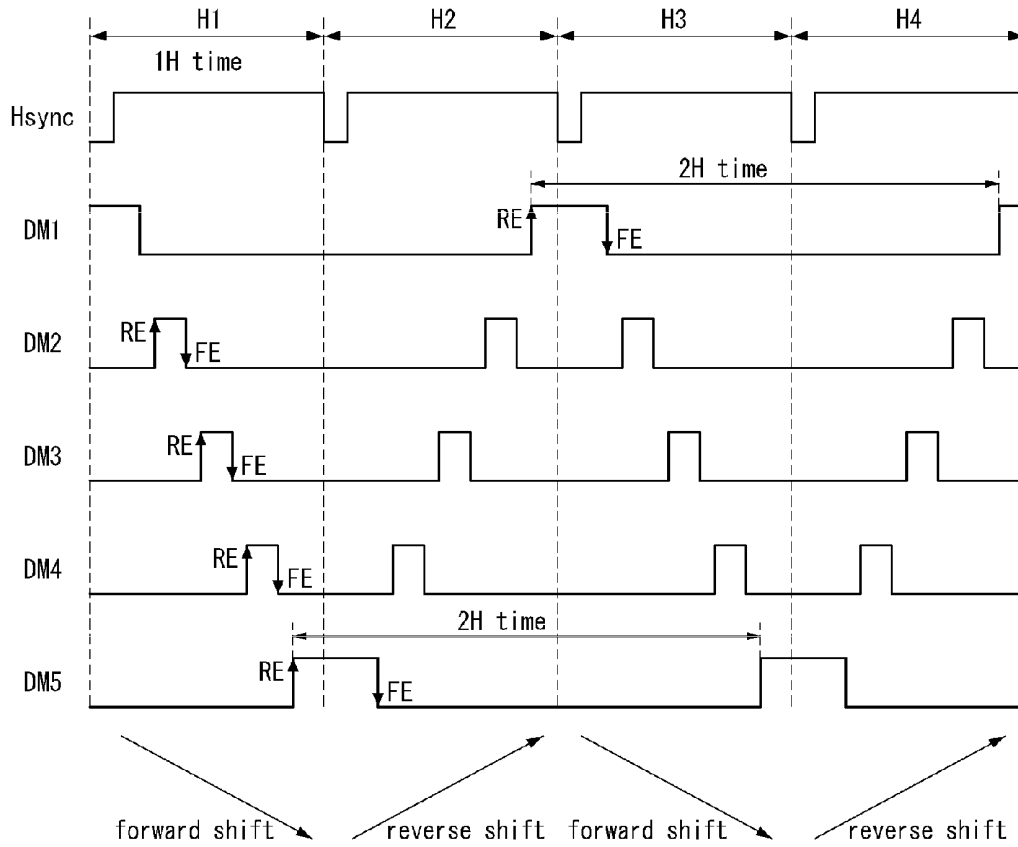 H1 H2 H3 H4
1H time
Hsync
2H time
DM1 RE FE
DM2 RE FE
DM3 RE FE
DM4 RE FE
2H time
DM5 RE FE
forward shift reverse shift forward shift reverse shift